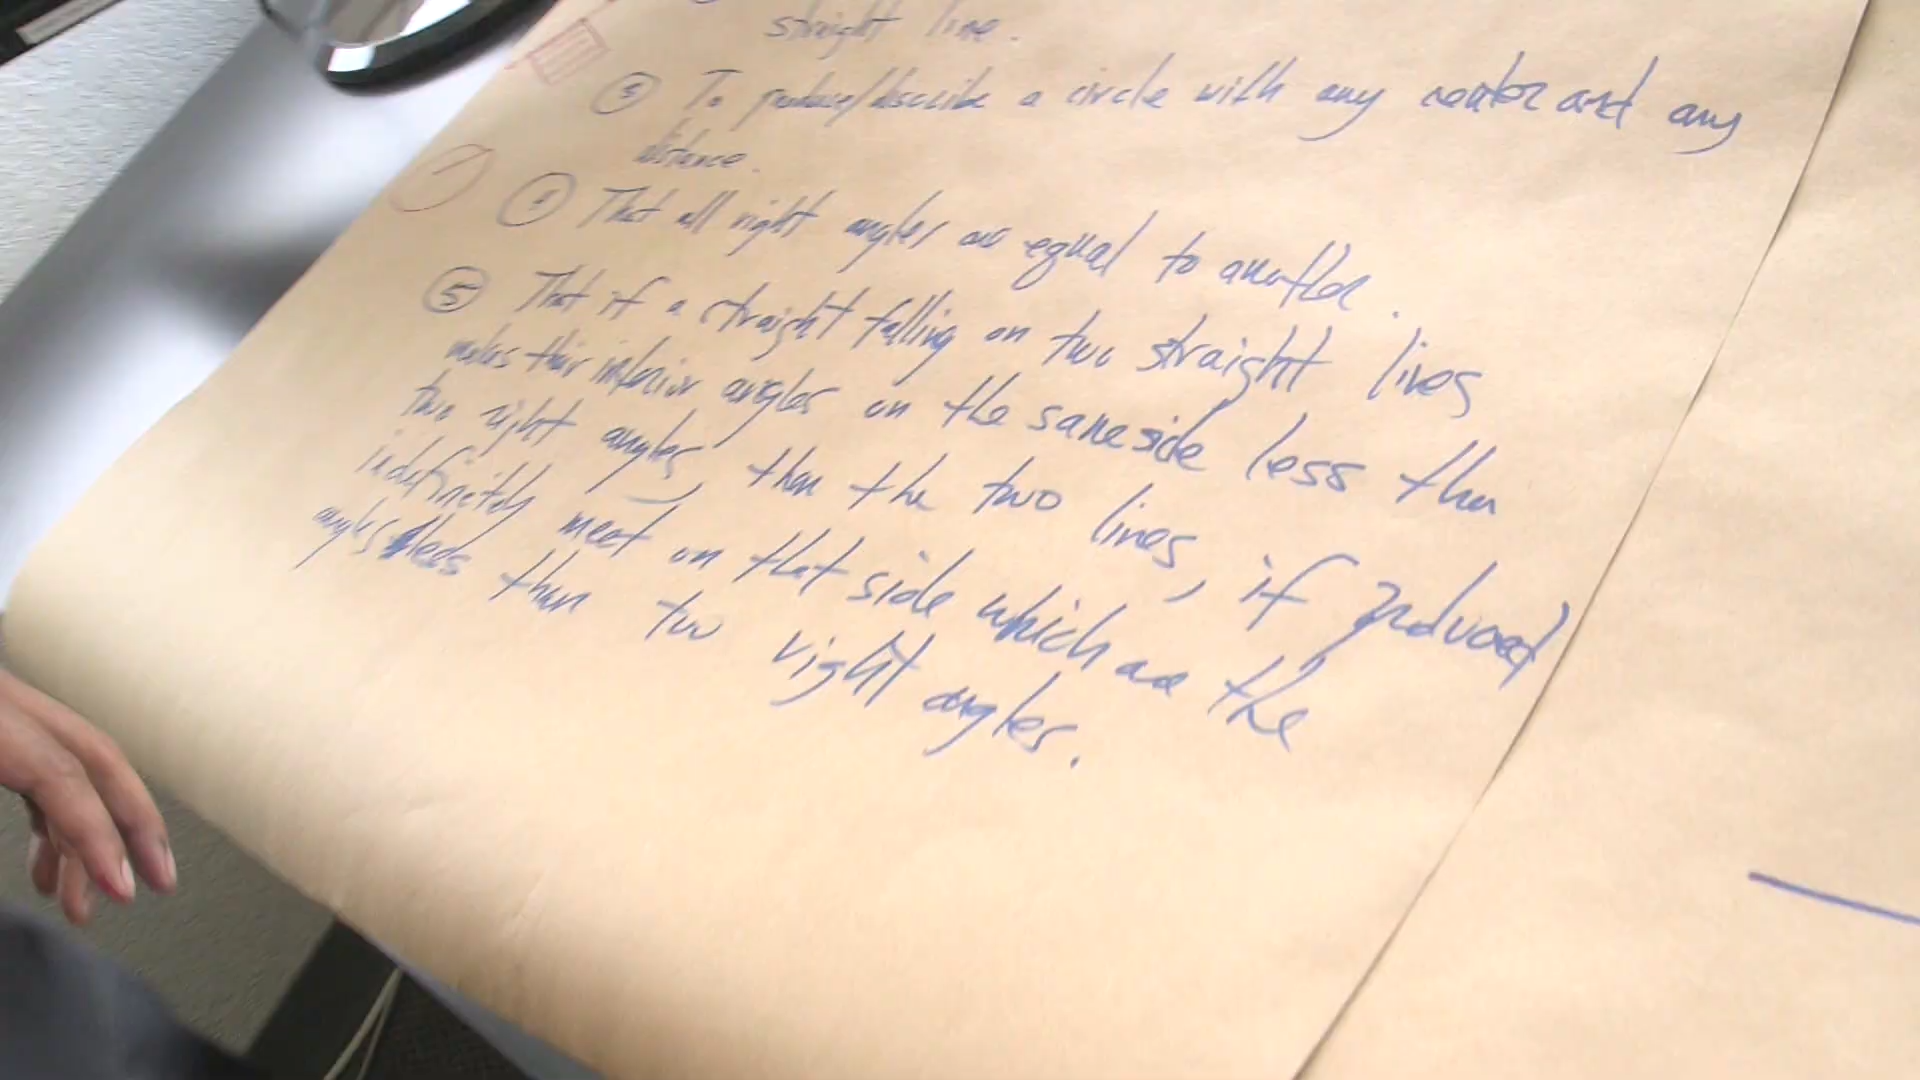 straight line.
③ To produce/describe a circle with any center and any
distance.
④ That all right angles are equal to another.
⑤ That if a straight falling on two straight lines
makes their interior angles on the same side less than
two right angles, then the two lines, if produced
indefinitely meet on that side which are the
angles less than two right angles.